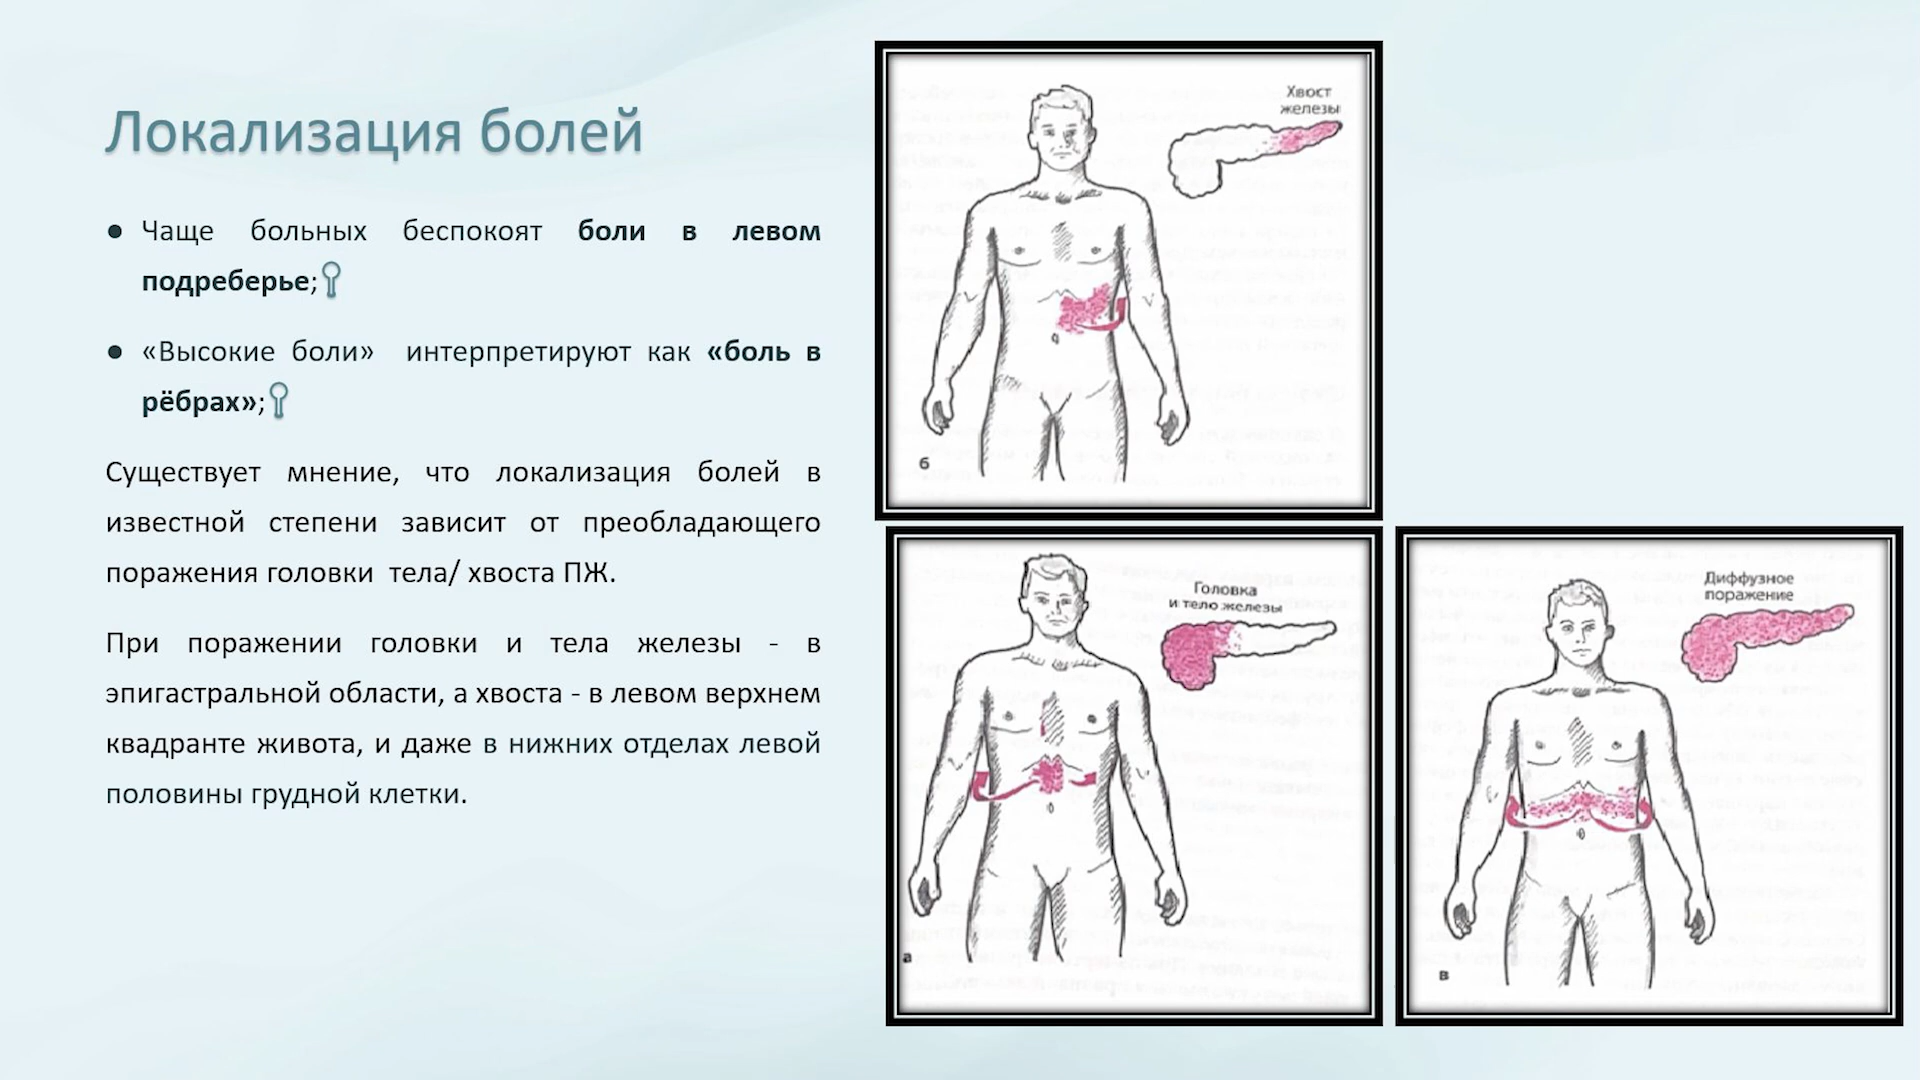 Локализация болей
● Чаще больных беспокоят боли в левом
подреберье;
● «Высокие боли» интерпретируют как «боль в
рёбрах»;
Существует мнение, что локализация болей в
известной степени зависит от преобладающего
поражения головки тела/ хвоста ПЖ.
При поражении головки и тела железы - в
эпигастральной области, а хвоста - в левом верхнем
квадранте живота, и даже в нижних отделах левой
половины грудной клетки.
Хвост
железы
б
Головка
и тело железы
а
Диффузное
поражение
в